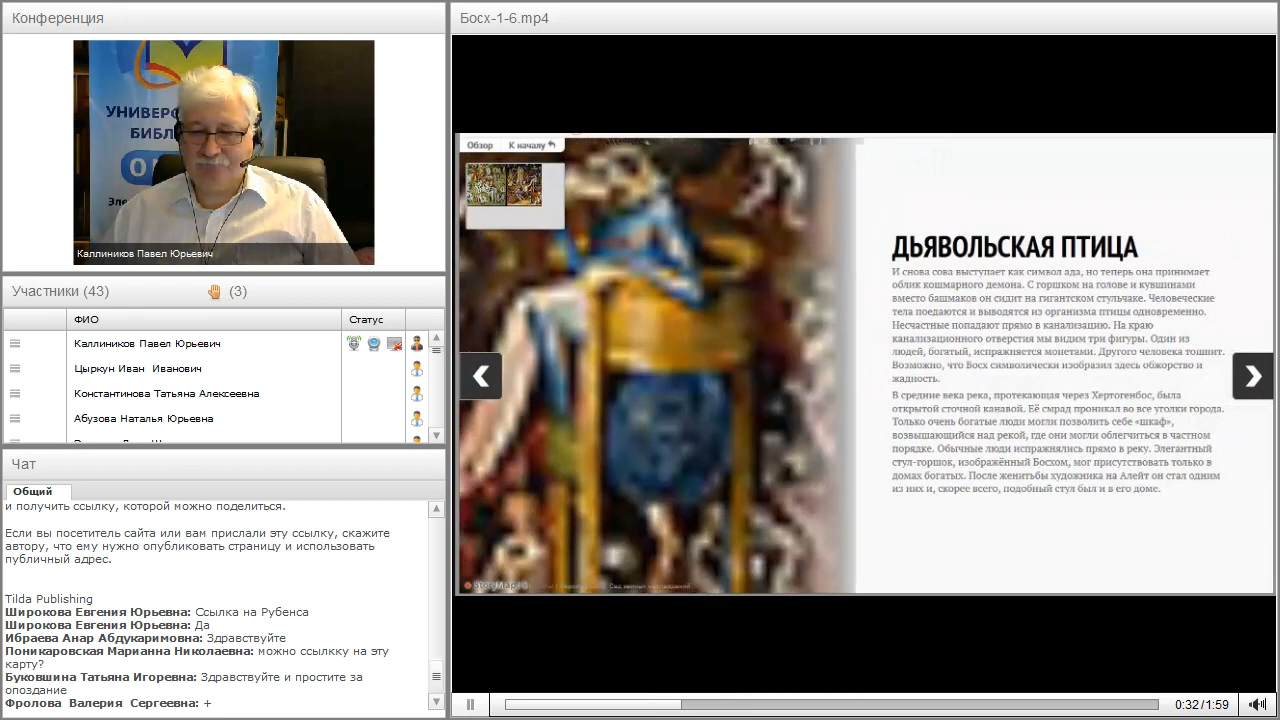 Конференция
УНИВЕРС
БИБЛ
О
Эле
Каллиников Павел Юрьевич
Участники (43)
(3)
ФИО
Статус
Каллиников Павел Юрьевич
Цыркун Иван Иванович
Константинова Татьяна Алексеевна
Абузова Наталья Юрьевна
Чат
Общий
и получить ссылку, которой можно поделиться.
Если вы посетитель сайта или вам прислали эту ссылку, скажите
автору, что ему нужно опубликовать страницу и использовать
публичный адрес.
Tilda Publishing
Широкова Евгения Юрьевна: Ссылка на Рубенса
Широкова Евгения Юрьевна: Да
Ибраева Анар Абдукаримовна: Здравствуйте
Поникаровская Марианна Николаевна: можно ссылкку на эту
карту?
Буковшина Татьяна Игоревна: Здравствуйте и простите за
опоздание
Фролова Валерия Сергеевна: +
Босх-1-6.mp4
Обзор
К началу
ДЬЯВОЛЬСКАЯ ПТИЦА
И снова сова выступает как символ ада, но теперь она принимает
облик кошмарного демона. С горшком на голове и кувшинами
вместо башмаков он сидит на гигантском стульчаке. Человеческие
тела поедаются и выводятся из организма птицы одновременно.
Несчастные попадают прямо в канализацию. На краю
канализационного отверстия мы видим три фигуры. Один из
людей, богатый, испражняется монетами. Другого человека тошнит.
Возможно, что Босх символически изобразил здесь обжорство и
жадность.
В средние века река, протекающая через Хертогенбос, была
открытой сточной канавой. Её смрад проникал во все уголки города.
Только очень богатые люди могли позволить себе «шкаф»,
возвышающийся над рекой, где они могли облегчиться в частном
порядке. Обычные люди испражнялись прямо в реку. Элегантный
стул-горшок, изображённый Босхом, мог присутствовать только в
домах богатых. После женитьбы художника на Алейт он стал одним
из них и, скорее всего, подобный стул был и в его доме.
StoryMapJS
Сад земных наслаждений
0:32 / 1:59